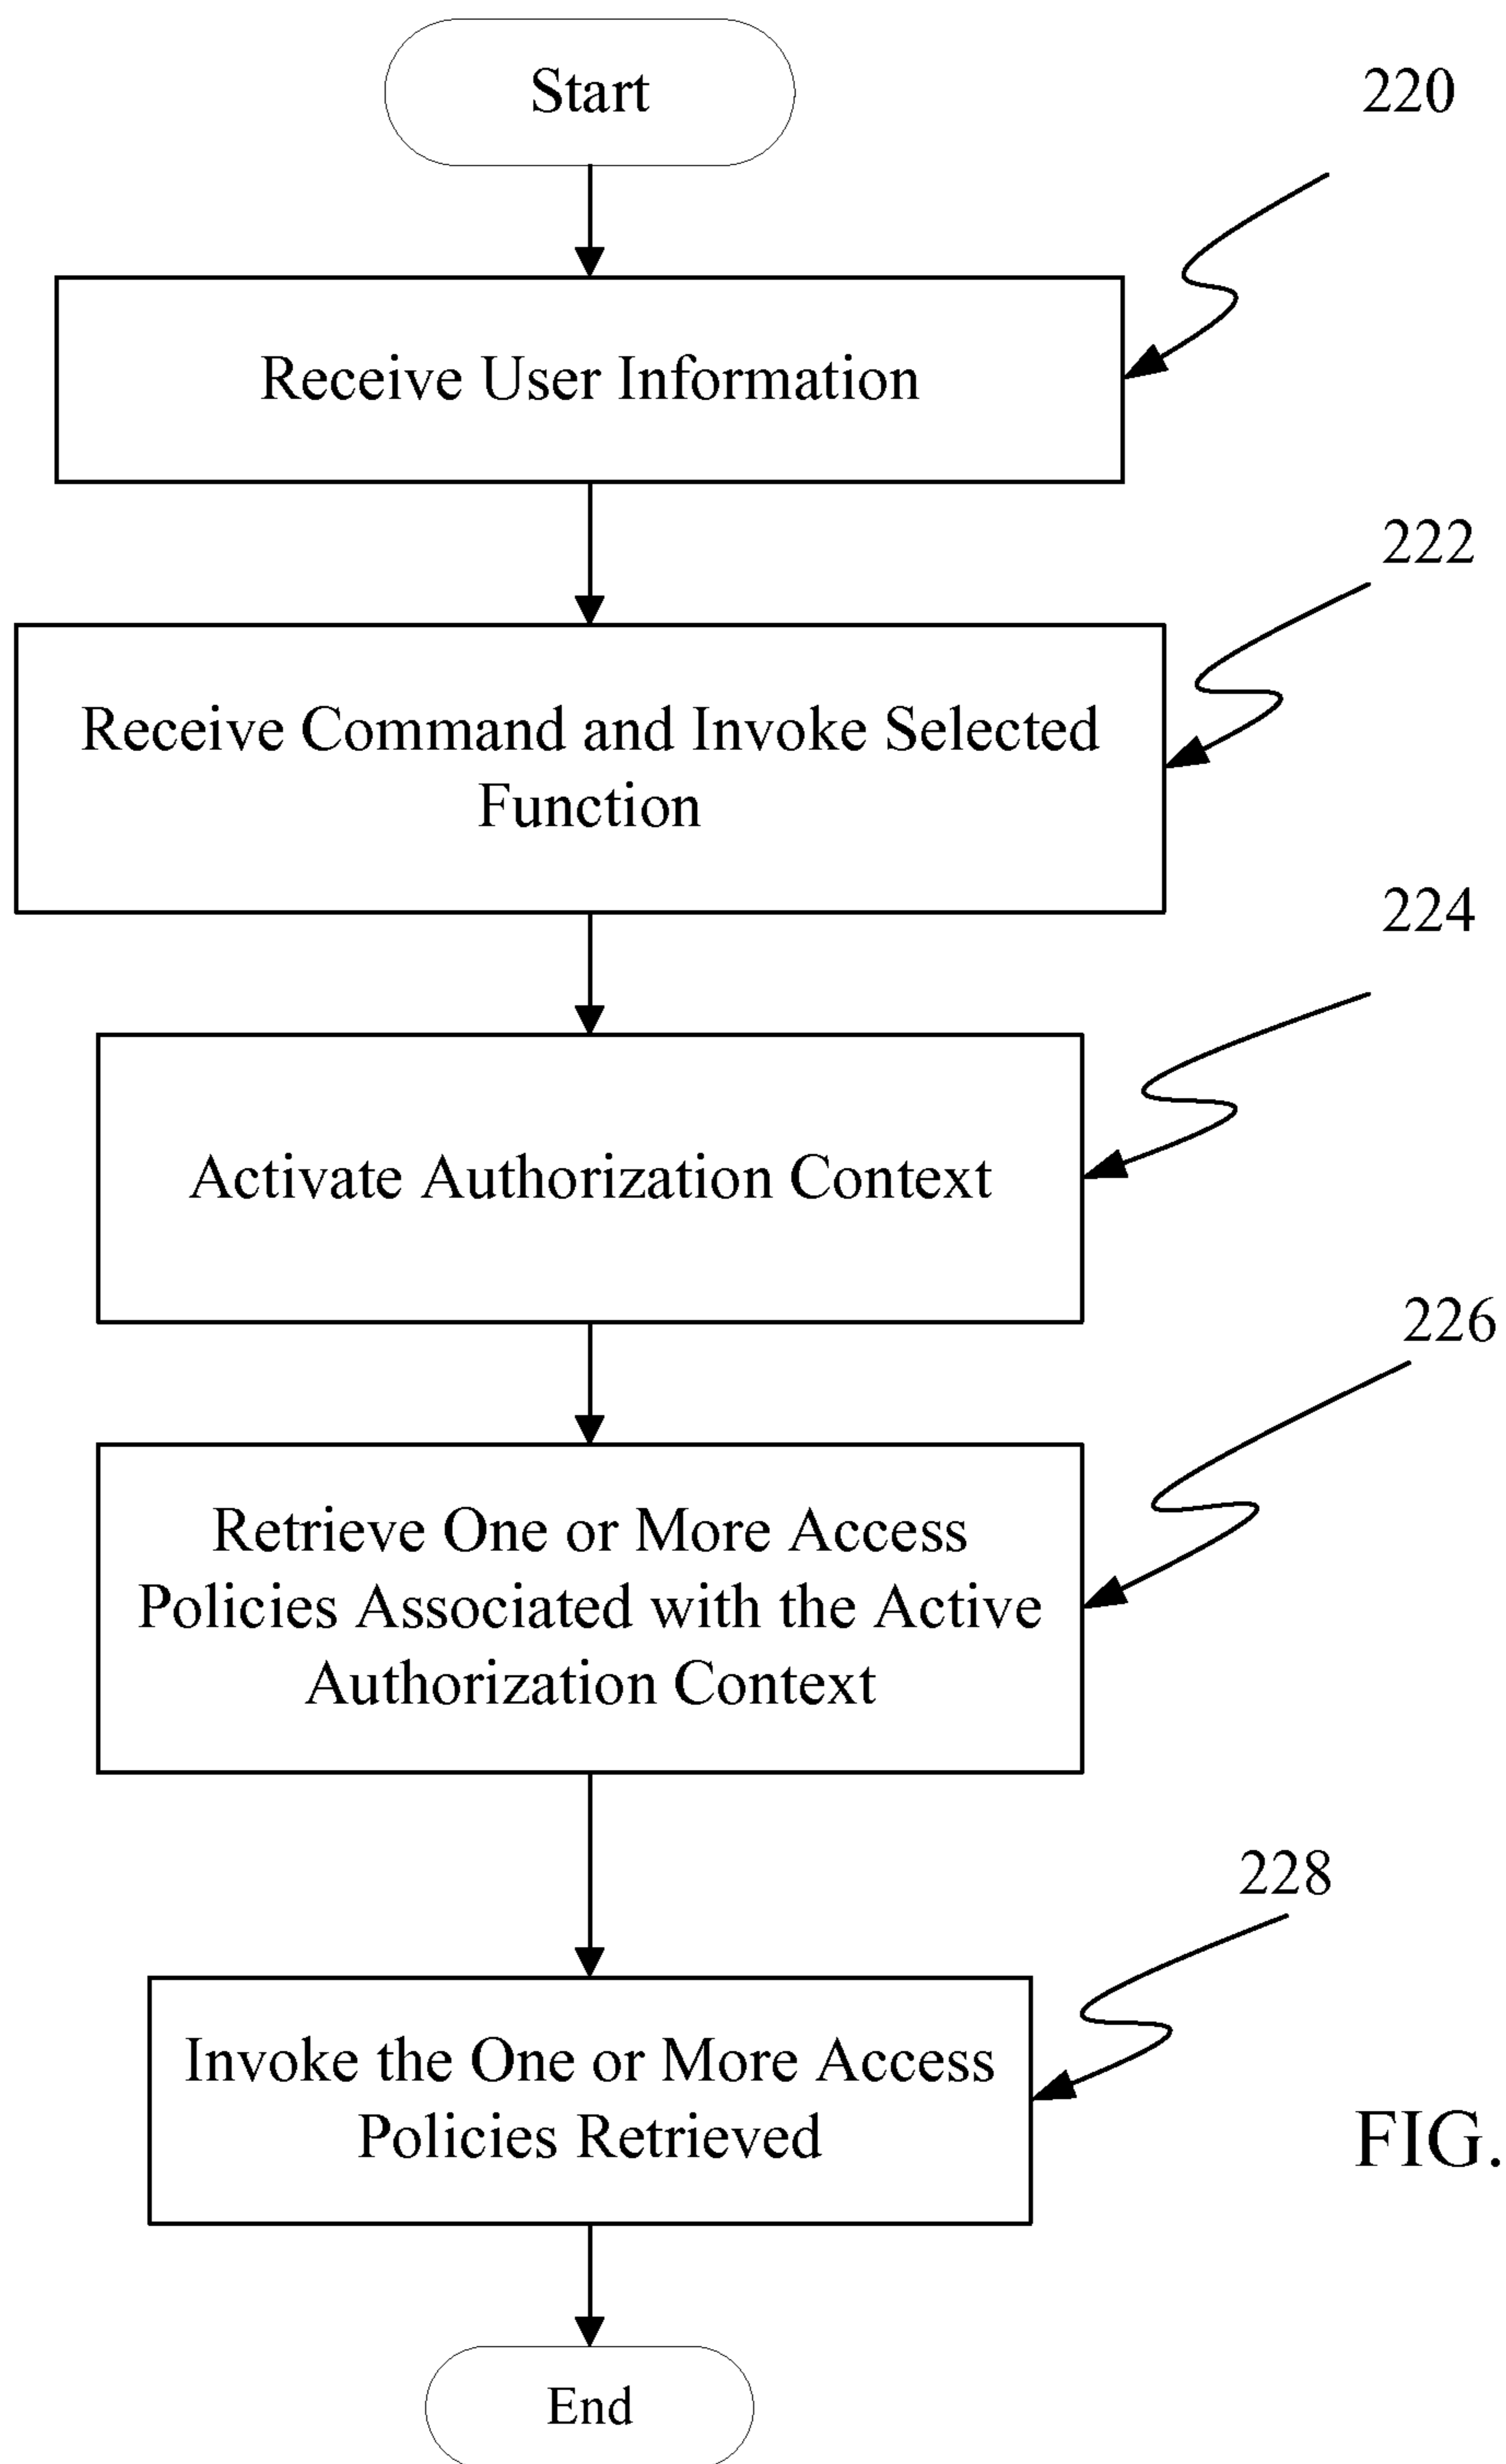 Start
220
Receive User Information
222
Receive Command and Invoke Selected
Function
224
Activate Authorization Context
226
Retrieve One or More Access
Policies Associated with the Active
Authorization Context
228
Invoke the One or More Access
Policies Retrieved
FIG.
End